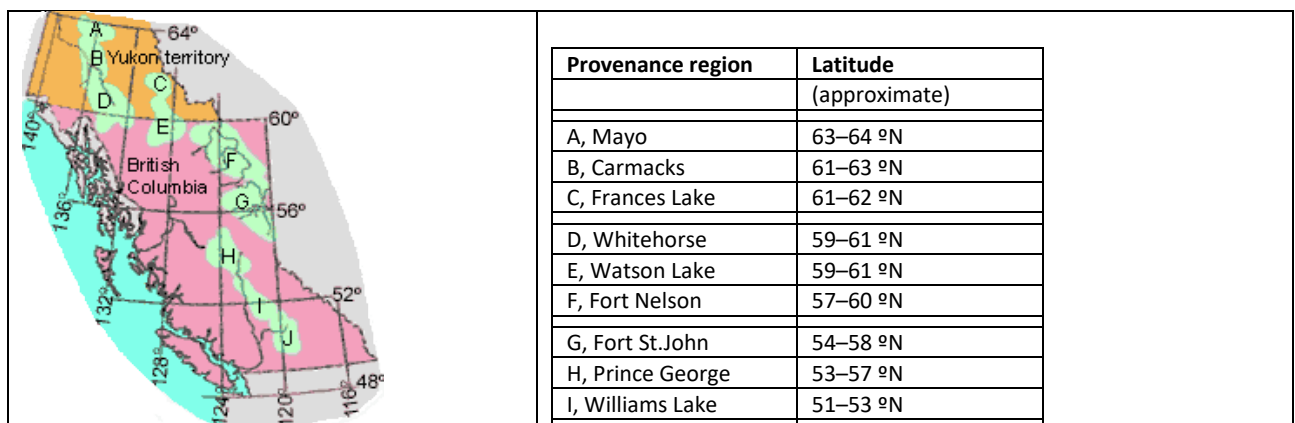 A
64º
B Yukon territory
C
D
60º
E
140º
F
British
Columbia
G
56º
136º
H
52º
132º
I
J
128º
48º
124º
120º
116º
Provenance region Latitude
(approximate)
A, Mayo 63–64 ºN
B, Carmacks 61–63 ºN
C, Frances Lake 61–62 ºN
D, Whitehorse 59–61 ºN
E, Watson Lake 59–61 ºN
F, Fort Nelson 57–60 ºN
G, Fort St.John 54–58 ºN
H, Prince George 53–57 ºN
I, Williams Lake 51–53 ºN